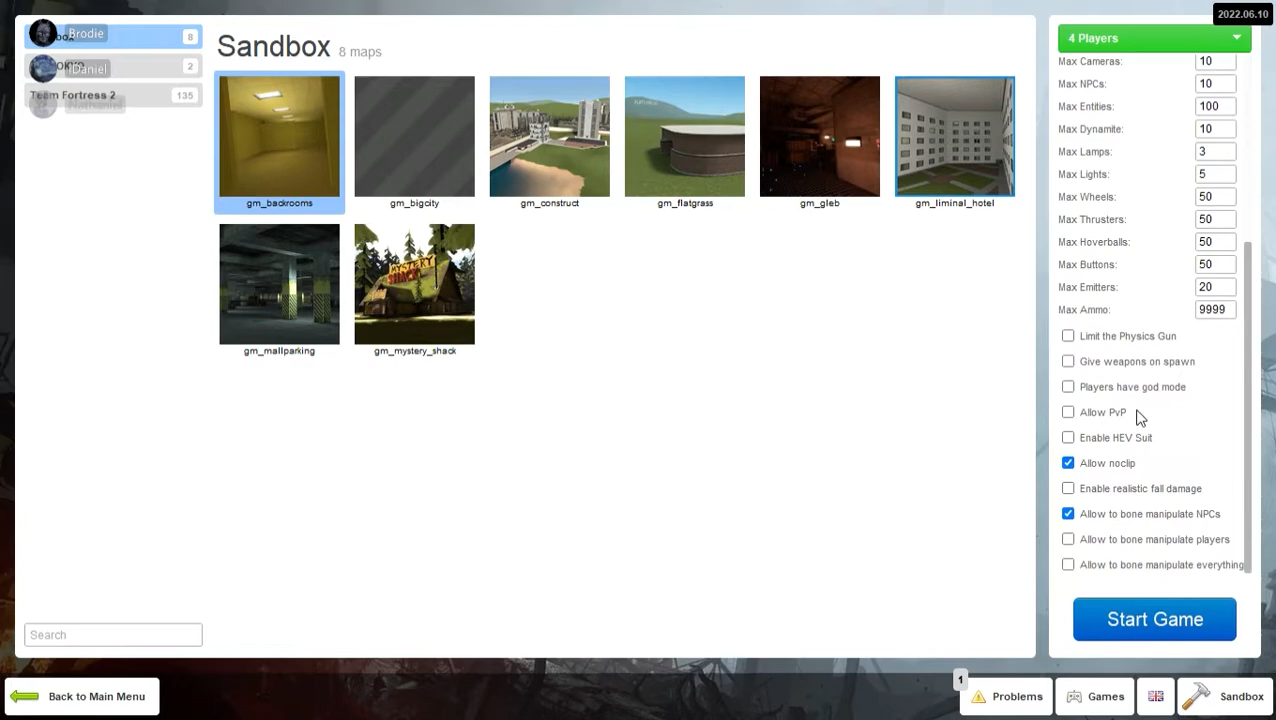 2022.06.10
Brodie
8
Daniel
2
Team Fortress 2
135
Nathaniel
Sandbox 8 maps
gm_backrooms
gm_bigcity
gm_construct
gm_flatgrass
gm_gleb
gm_liminal_hotel
gm_mallparking
MYSTERY SHACK
gm_mystery_shack
Search
4 Players
Max Cameras: 10
Max NPCs: 10
Max Entities: 100
Max Dynamite: 10
Max Lamps: 3
Max Lights: 5
Max Wheels: 50
Max Thrusters: 50
Max Hoverballs: 50
Max Buttons: 50
Max Emitters: 20
Max Ammo: 9999
Limit the Physics Gun
Give weapons on spawn
Players have god mode
Allow PvP
Enable HEV Suit
Allow noclip
Enable realistic fall damage
Allow to bone manipulate NPCs
Allow to bone manipulate players
Allow to bone manipulate everything
Start Game
Back to Main Menu
1
Problems
Games
Sandbox